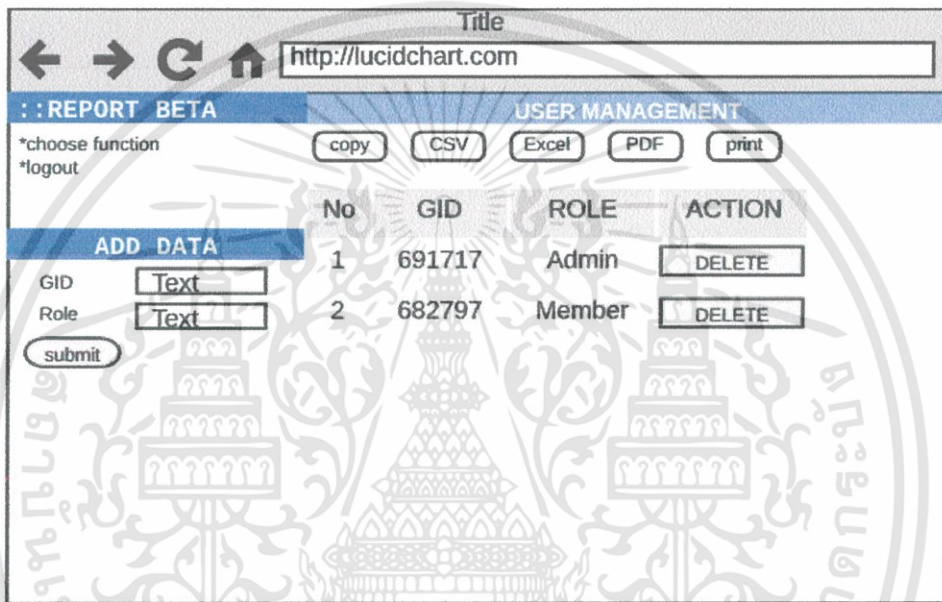 Title
http://lucidchart.com
::REPORT BETA
*choose function
*logout
ADD DATA
GID Text
Role Text
submit
USER MANAGEMENT
copy CSV Excel PDF print
No GID ROLE ACTION
1 691717 Admin DELETE
2 682797 Member DELETE